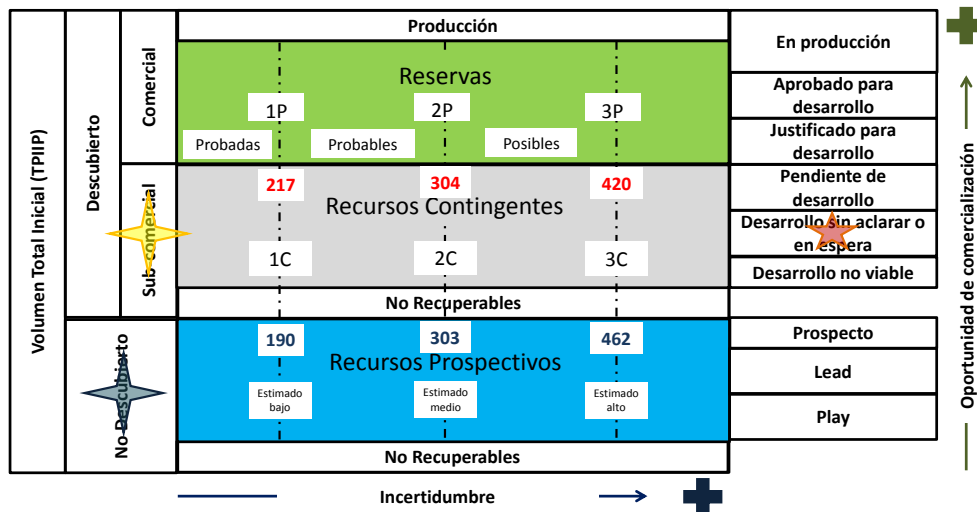 Volumen Total Inicial (TPIIP)
Descubierto
Comercial
Sub-comercial
No-Descubierto
Producción
Reservas
1P
2P
3P
Probadas
Probables
Posibles
217
304
420
Recursos Contingentes
1C
2C
3C
No Recuperables
190
303
462
Recursos Prospectivos
Estimado
bajo
Estimado
medio
Estimado
alto
No Recuperables
Incertidumbre
En producción
Aprobado para
desarrollo
Justificado para
desarrollo
Pendiente de
desarrollo
Desarrollo sin aclarar o
en espera
Desarrollo no viable
Prospecto
Lead
Play
Oportunidad de comercialización